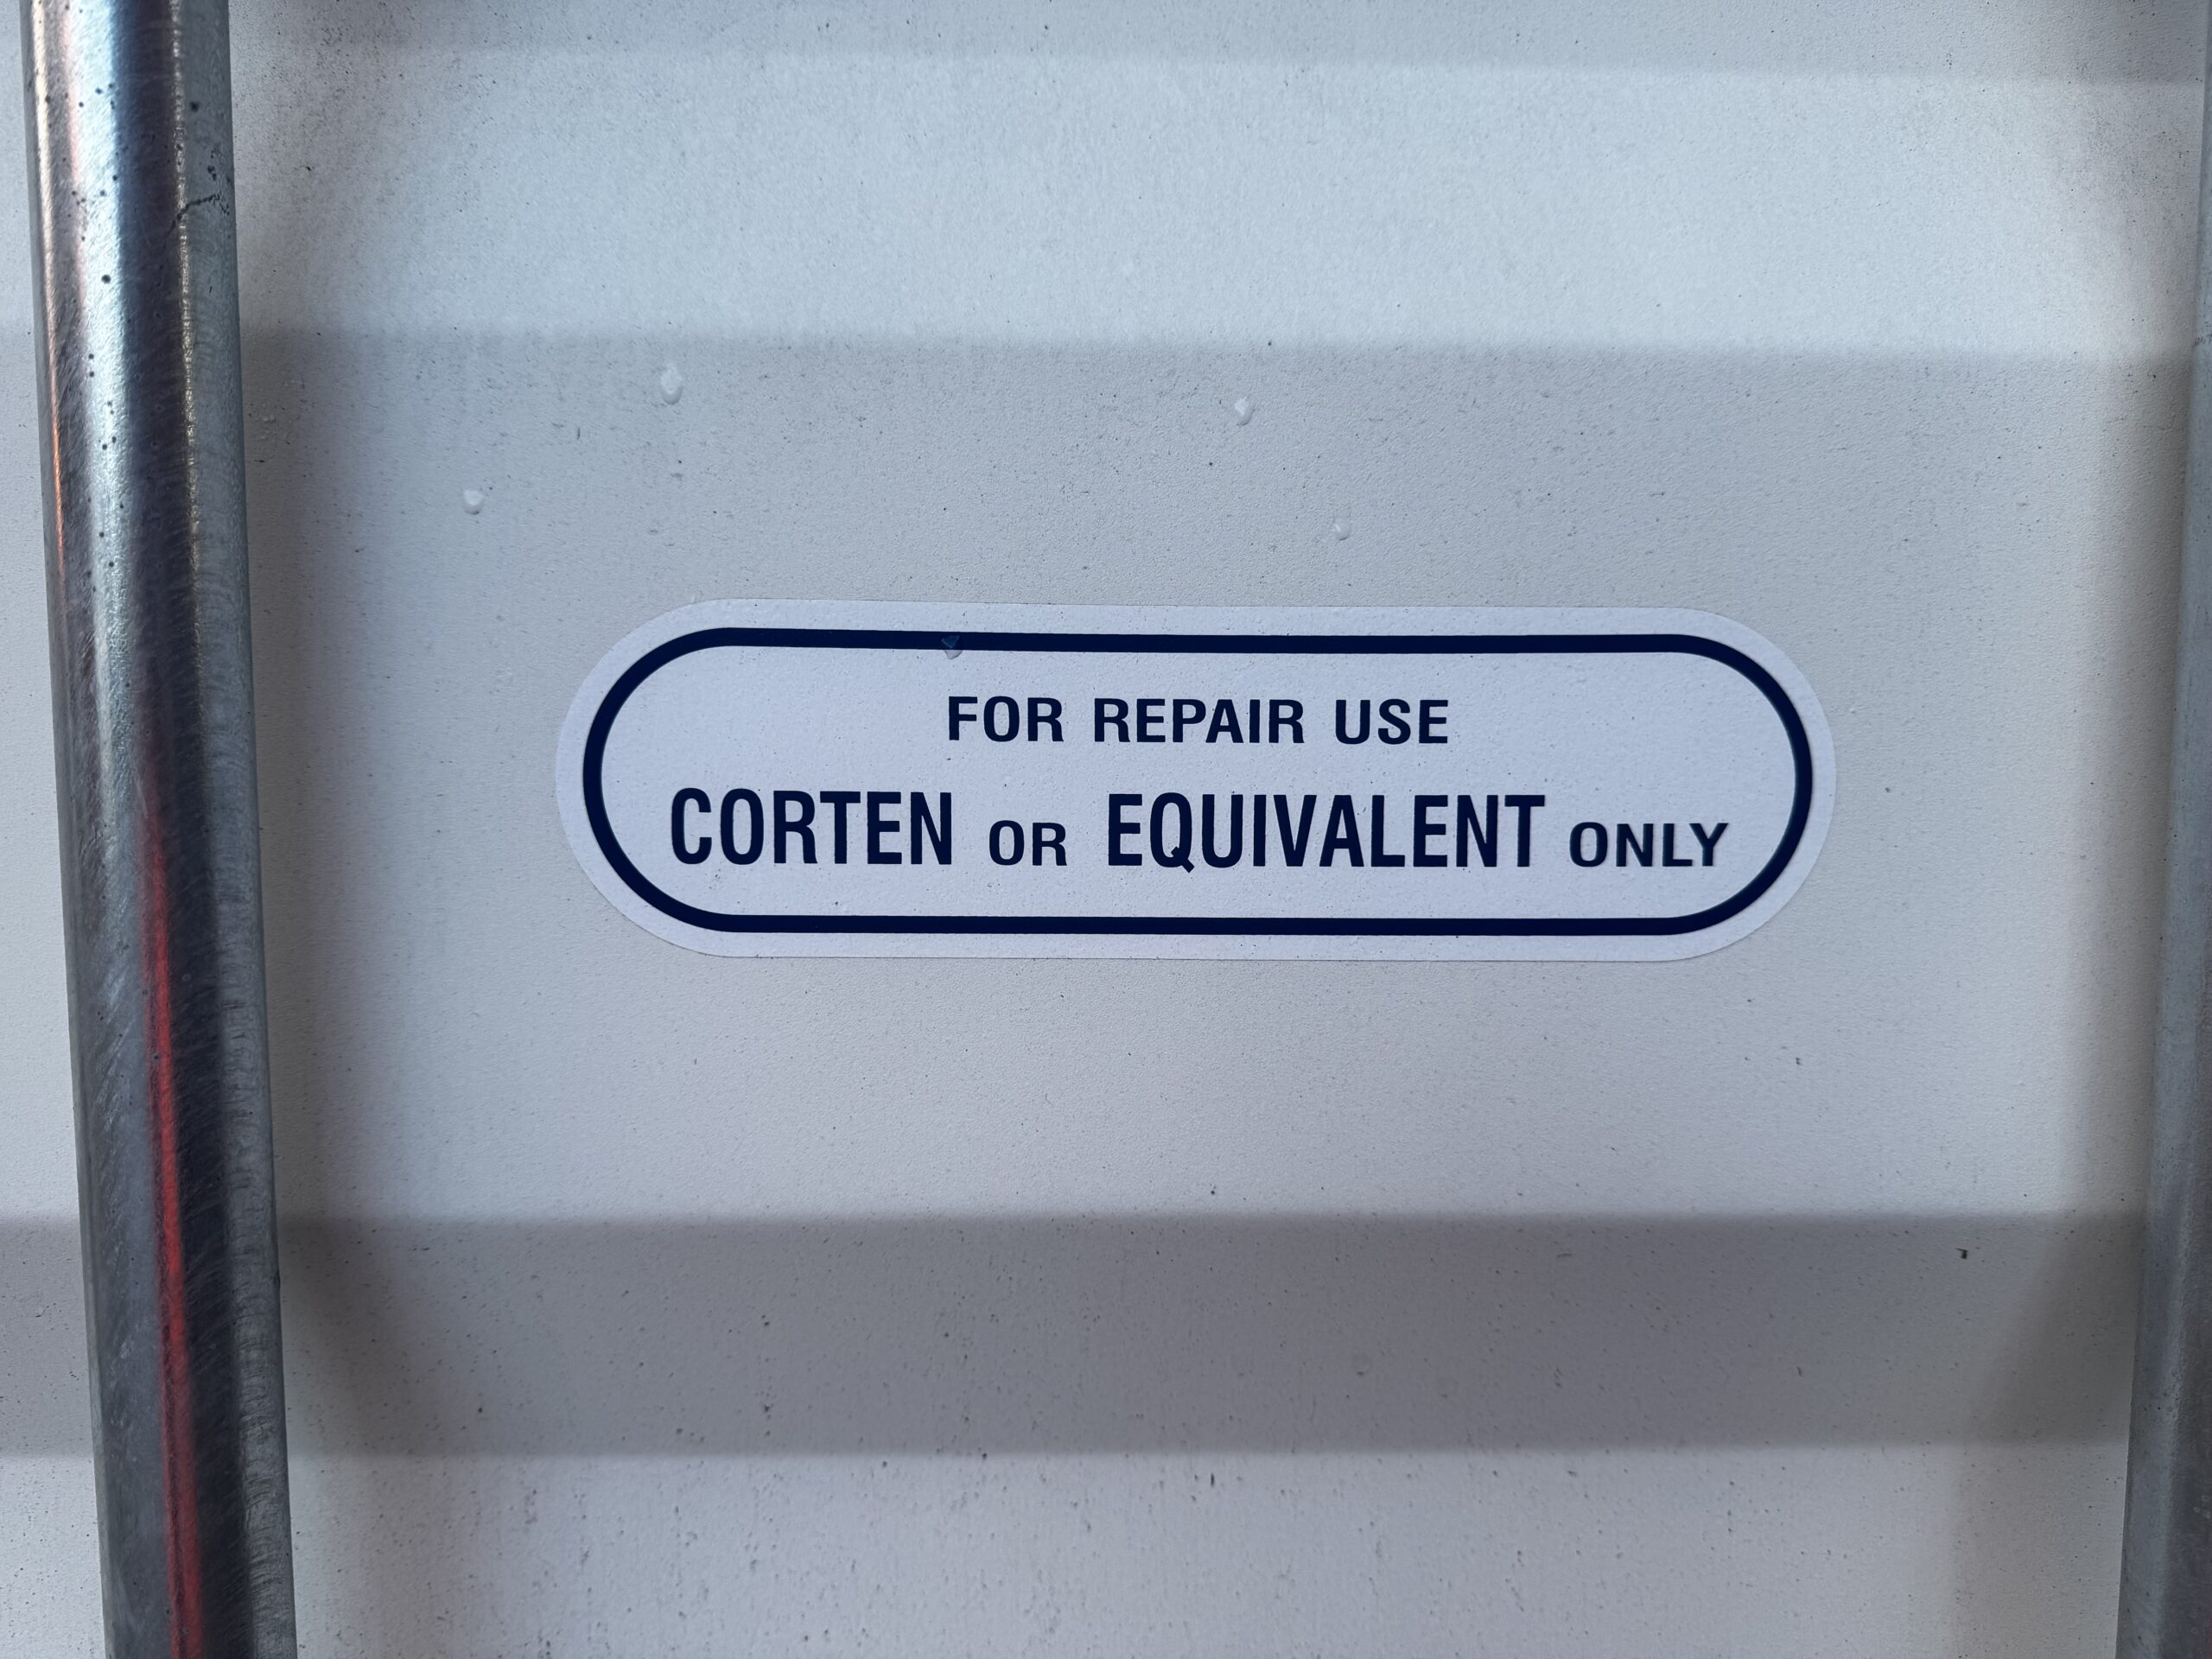 FOR REPAIR USE
CORTEN OR EQUIVALENT ONLY